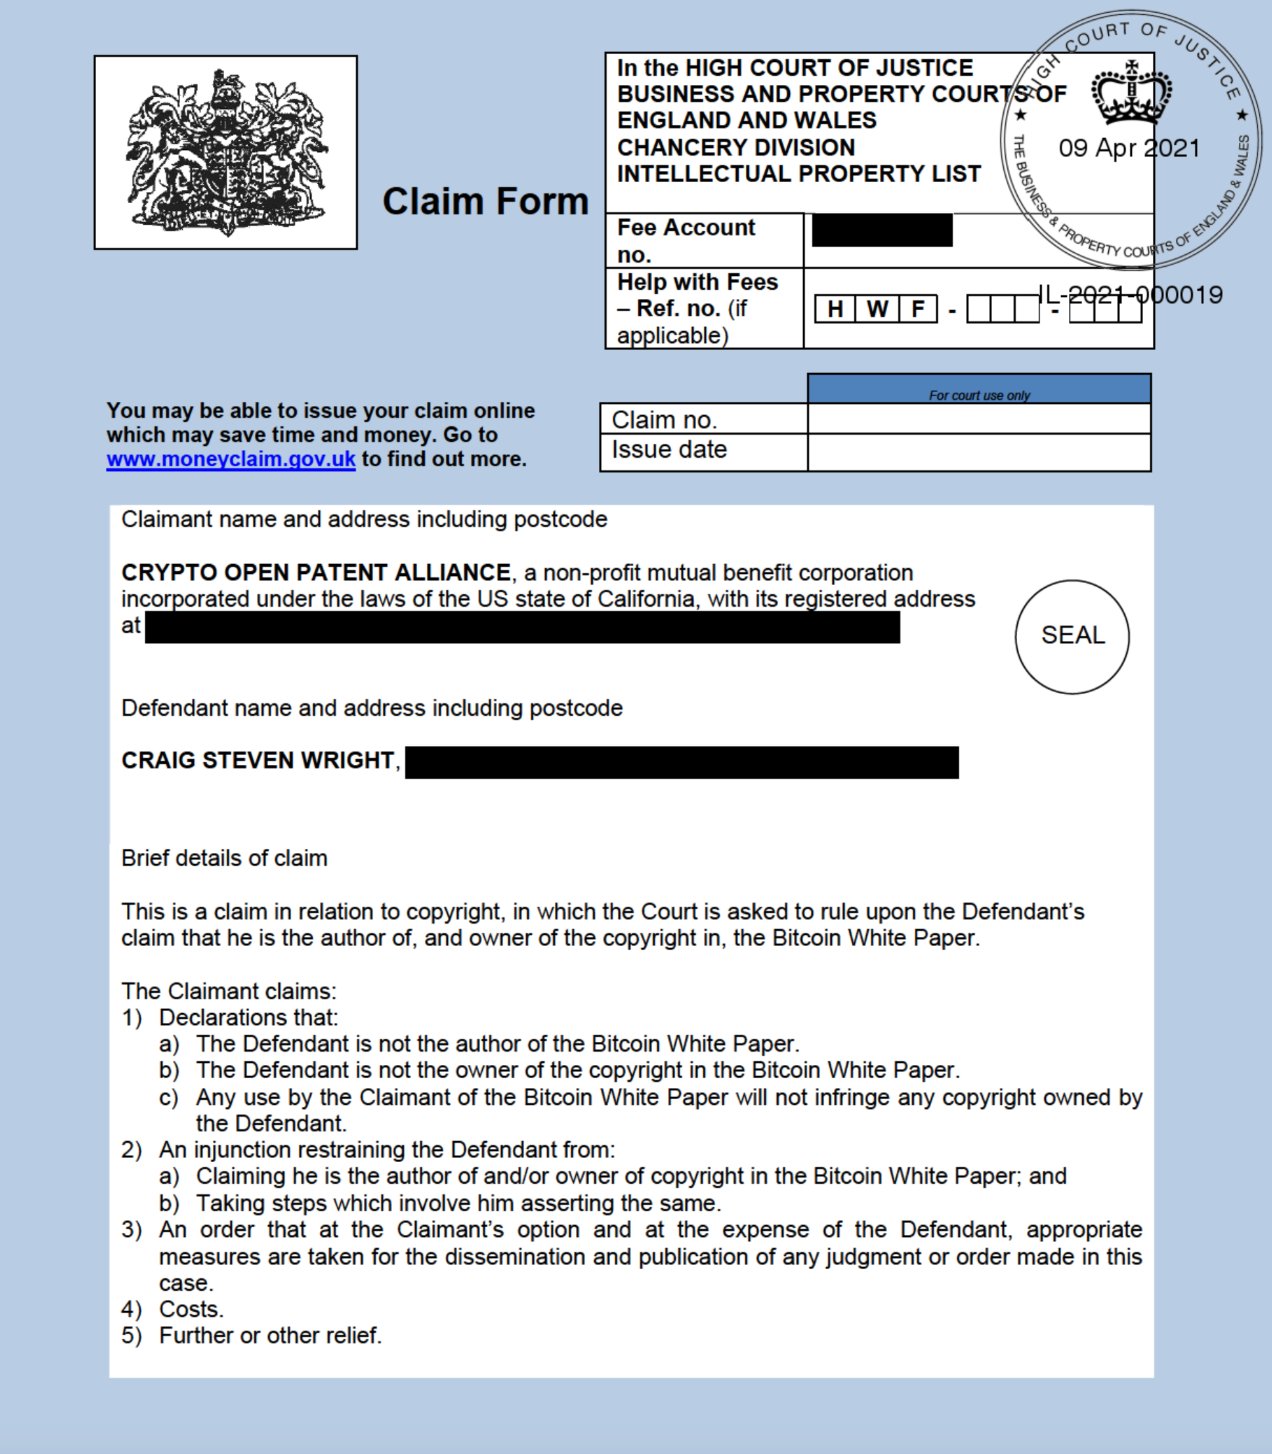 HIGH COURT OF JUSTICE
THE BUSINESS & PROPERTY COURTS OF ENGLAND & WALES
09 Apr 2021
IL-2021-000019
Claim Form
In the HIGH COURT OF JUSTICE
BUSINESS AND PROPERTY COURTS OF
ENGLAND AND WALES
CHANCERY DIVISION
INTELLECTUAL PROPERTY LIST
Fee Account
no.
Help with Fees
– Ref. no. (if
applicable)
H W F - -
You may be able to issue your claim online
which may save time and money. Go to
www.moneyclaim.gov.uk to find out more.
For court use only
Claim no.
Issue date
Claimant name and address including postcode
CRYPTO OPEN PATENT ALLIANCE, a non-profit mutual benefit corporation
incorporated under the laws of the US state of California, with its registered address
at
SEAL
Defendant name and address including postcode
CRAIG STEVEN WRIGHT,
Brief details of claim
This is a claim in relation to copyright, in which the Court is asked to rule upon the Defendant’s
claim that he is the author of, and owner of the copyright in, the Bitcoin White Paper.
The Claimant claims:
1) Declarations that:
a) The Defendant is not the author of the Bitcoin White Paper.
b) The Defendant is not the owner of the copyright in the Bitcoin White Paper.
c) Any use by the Claimant of the Bitcoin White Paper will not infringe any copyright owned by
the Defendant.
2) An injunction restraining the Defendant from:
a) Claiming he is the author of and/or owner of copyright in the Bitcoin White Paper; and
b) Taking steps which involve him asserting the same.
3) An order that at the Claimant’s option and at the expense of the Defendant, appropriate
measures are taken for the dissemination and publication of any judgment or order made in this
case.
4) Costs.
5) Further or other relief.